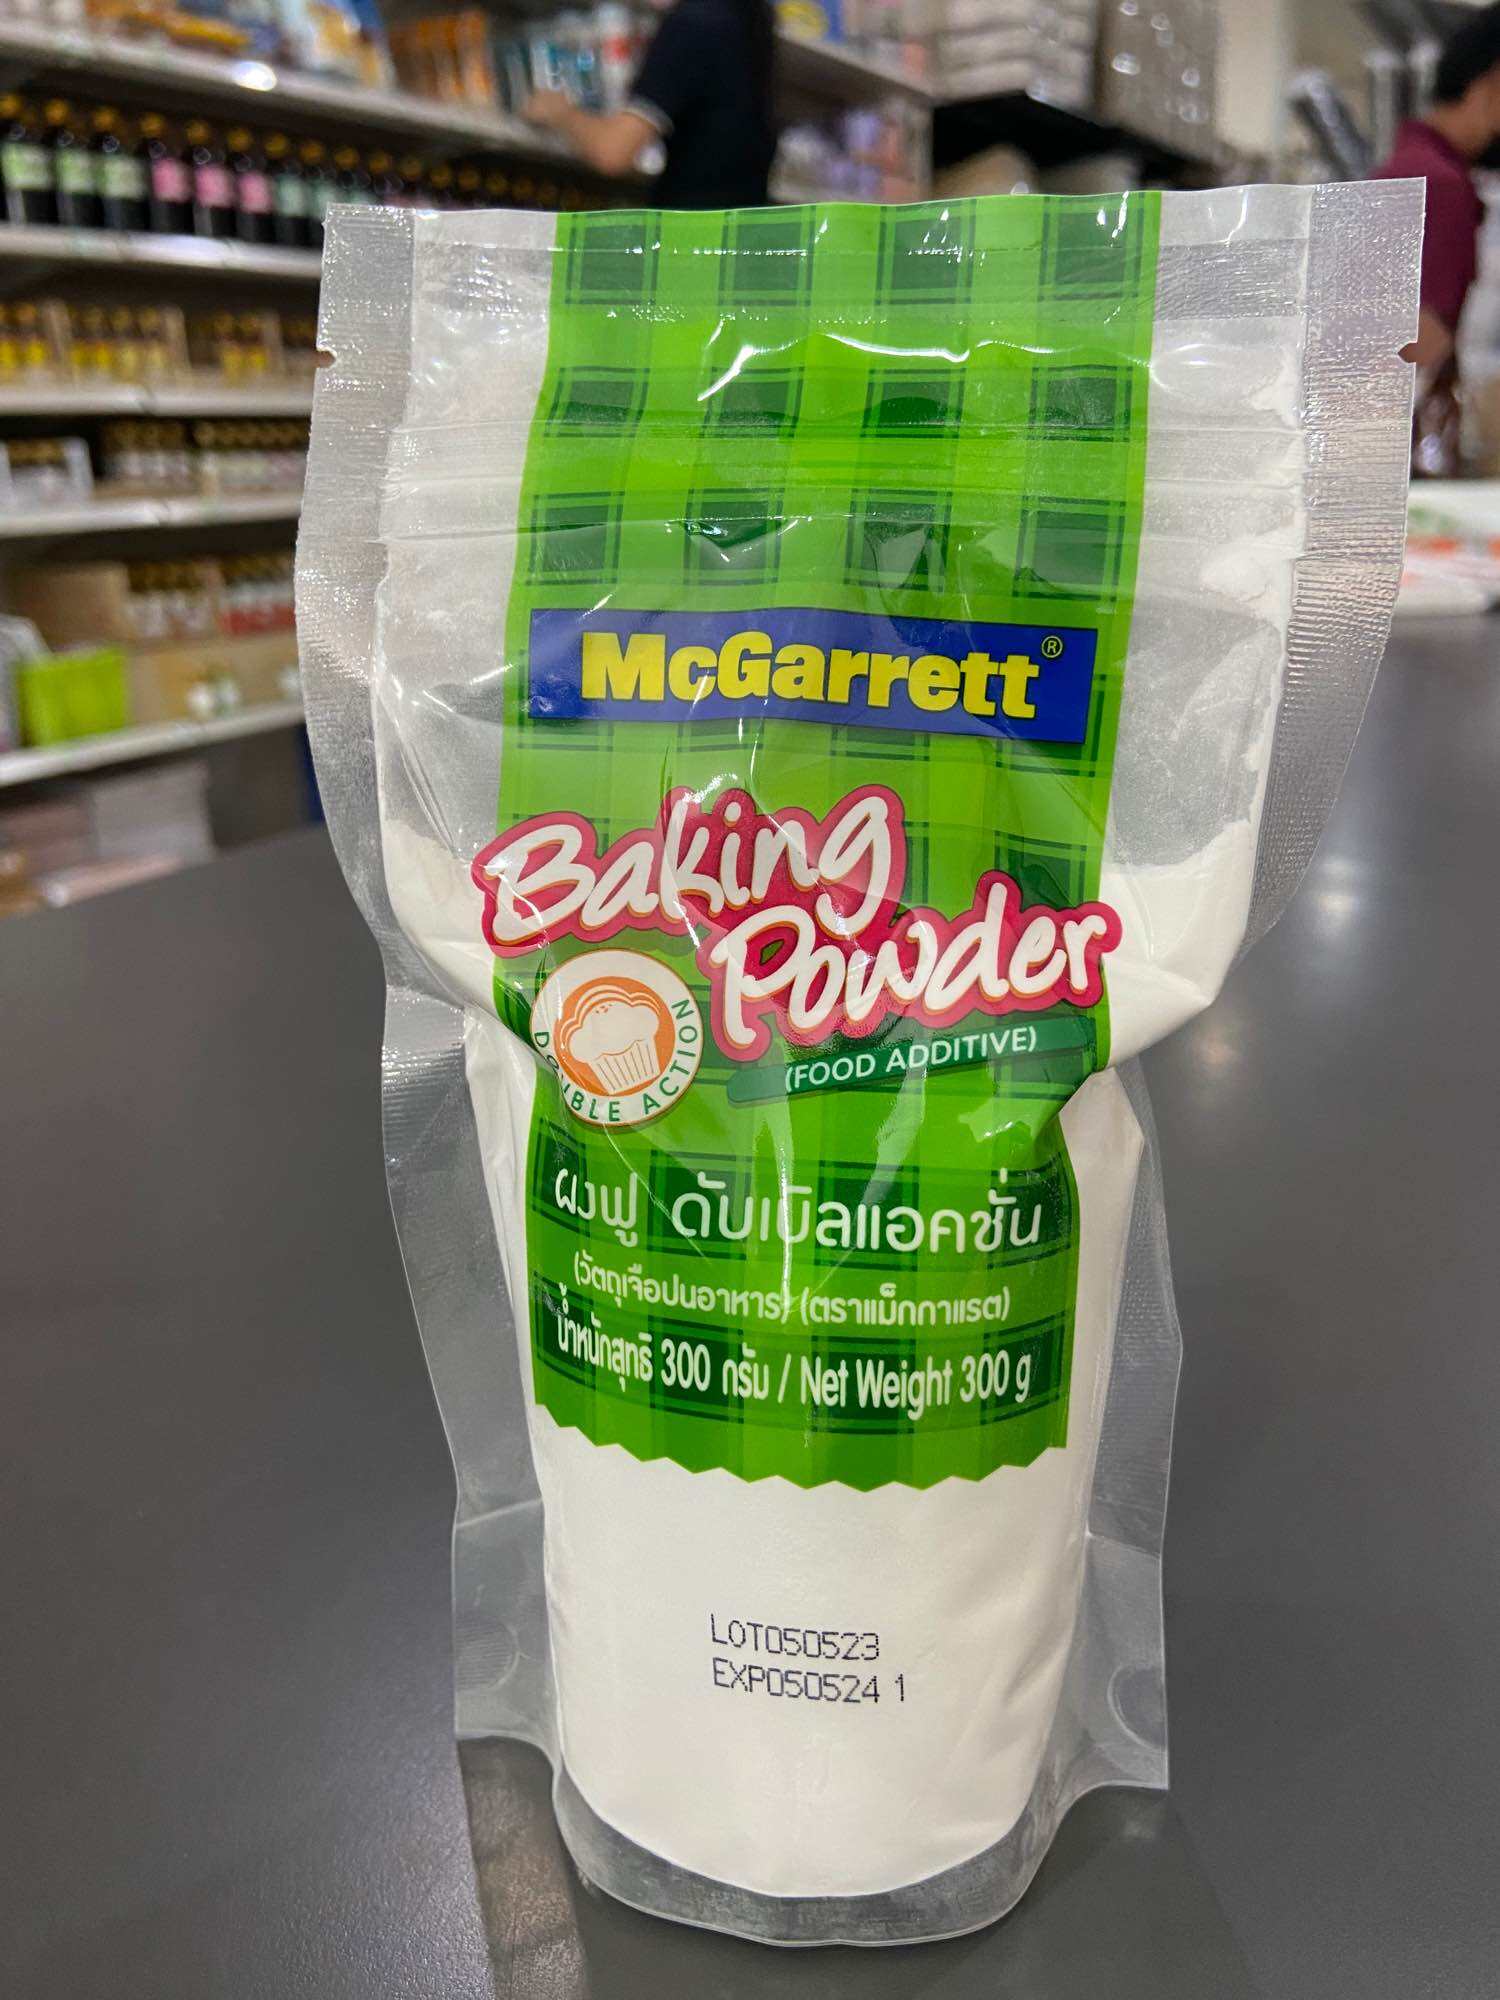 McGarrett®
Baking
Powder
(FOOD ADDITIVE)
DOUBLE ACTION
ผงฟู ดับเบิลแอคชั่น
(วัตถุเจือปนอาหาร) (ตราแม็กกาแรต)
น้ำหนักสุทธิ 300 กรัม / Net Weight 300 g
LOT050523
EXP050524 1